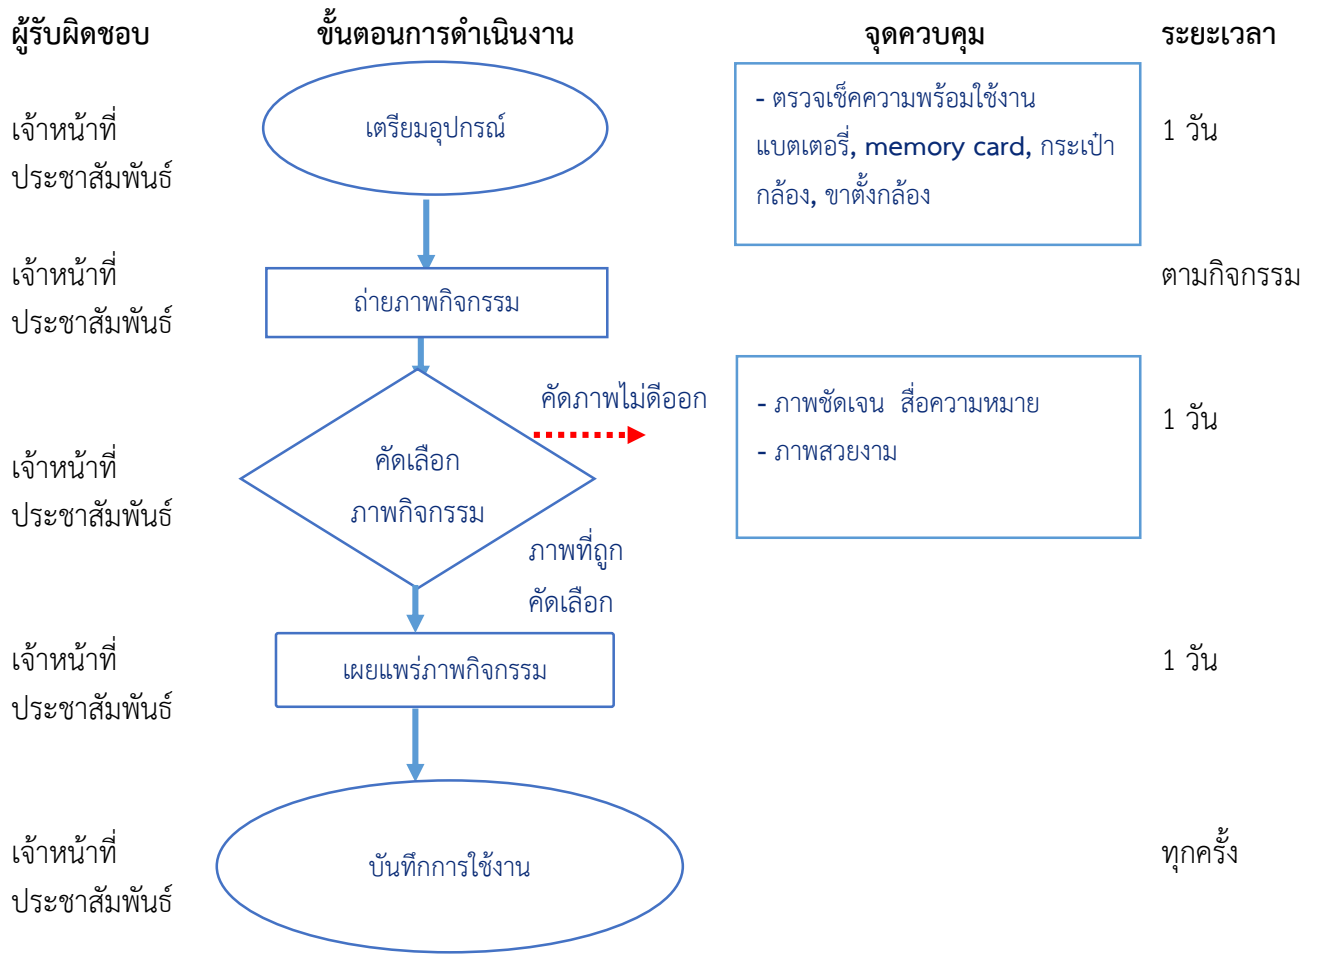 ผู้รับผิดชอบ ขั้นตอนการดำเนินงาน จุดควบคุม ระยะเวลา
เจ้าหน้าที่
ประชาสัมพันธ์
เตรียมอุปกรณ์
- ตรวจเช็คความพร้อมใช้งาน
แบตเตอรี่, memory card, กระเป๋า
กล้อง, ขาตั้งกล้อง
1 วัน
เจ้าหน้าที่
ประชาสัมพันธ์
ถ่ายภาพกิจกรรม
ตามกิจกรรม
เจ้าหน้าที่
ประชาสัมพันธ์
คัดเลือก
ภาพกิจกรรม
คัดภาพไม่ดีออก
ภาพที่ถูก
คัดเลือก
- ภาพชัดเจน สื่อความหมาย
- ภาพสวยงาม
1 วัน
เจ้าหน้าที่
ประชาสัมพันธ์
เผยแพร่ภาพกิจกรรม
1 วัน
เจ้าหน้าที่
ประชาสัมพันธ์
บันทึกการใช้งาน
ทุกครั้ง